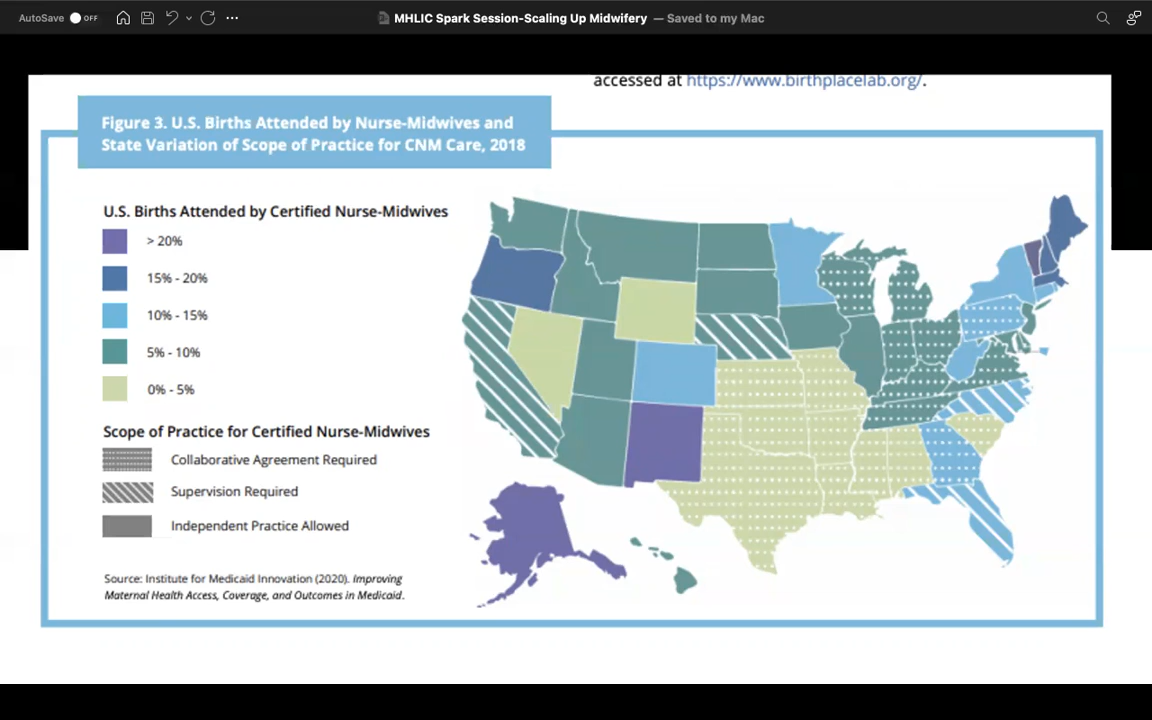 AutoSave OFF
MHLIC Spark Session-Scaling Up Midwifery — Saved to my Mac
accessed at https://www.birthplacelab.org/.
Figure 3. U.S. Births Attended by Nurse-Midwives and
State Variation of Scope of Practice for CNM Care, 2018
U.S. Births Attended by Certified Nurse-Midwives
> 20%
15% - 20%
10% - 15%
5% - 10%
0% - 5%
Scope of Practice for Certified Nurse-Midwives
Collaborative Agreement Required
Supervision Required
Independent Practice Allowed
Source: Institute for Medicaid Innovation (2020). Improving
Maternal Health Access, Coverage, and Outcomes in Medicaid.